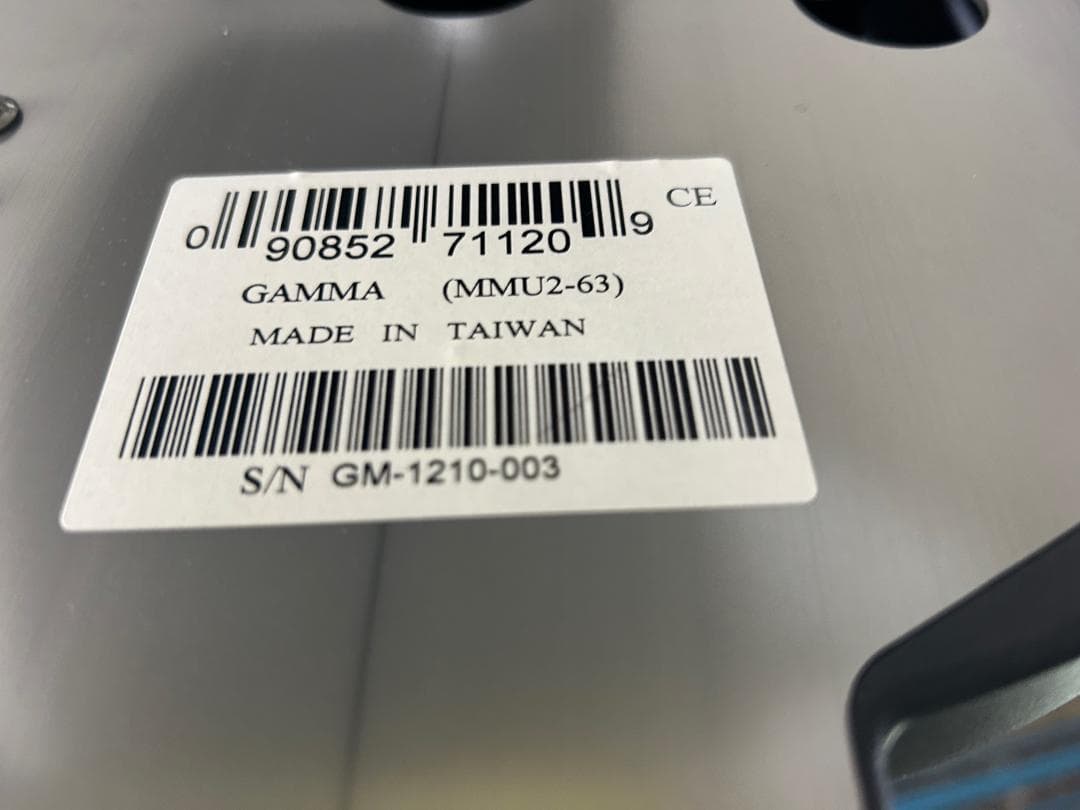 CE
0 90852 71120 9
GAMMA (MMU2-63)
MADE IN TAIWAN
S/N GM-1210-003